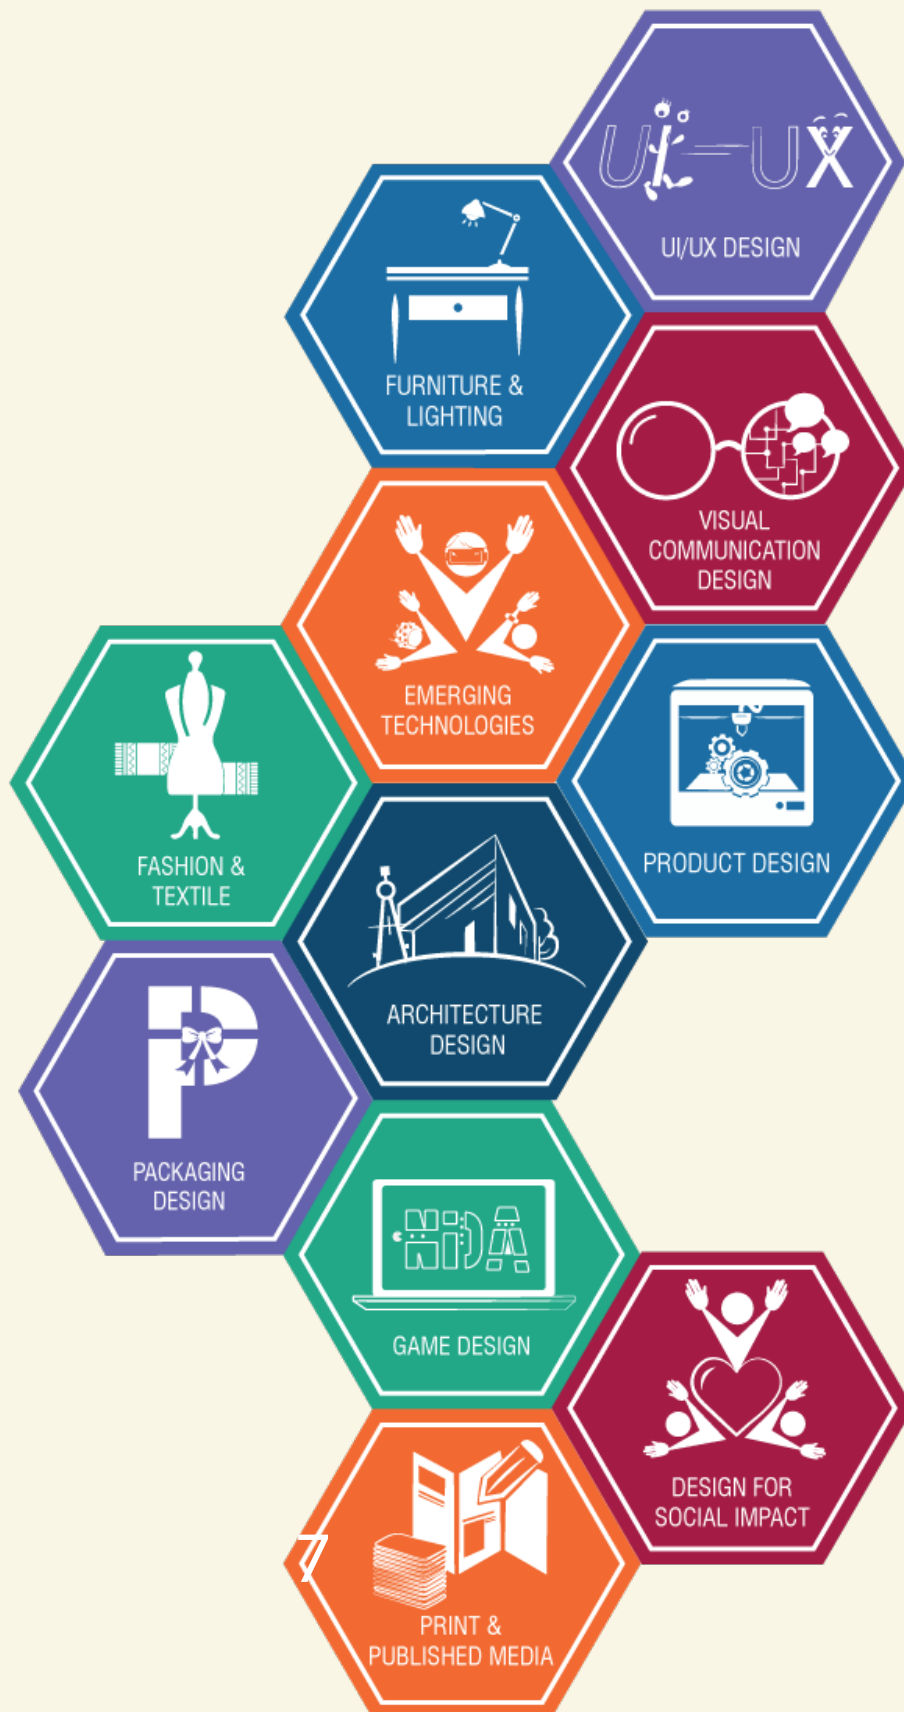 UI-UX
UI/UX DESIGN
FURNITURE &
LIGHTING
VISUAL
COMMUNICATION
DESIGN
EMERGING
TECHNOLOGIES
FASHION &
TEXTILE
PRODUCT DESIGN
ARCHITECTURE
DESIGN
P
PACKAGING
DESIGN
NIDA
GAME DESIGN
DESIGN FOR
SOCIAL IMPACT
7
PRINT &
PUBLISHED MEDIA